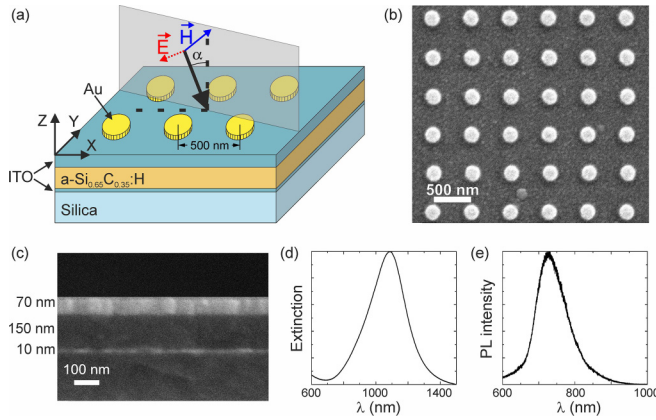 (a)
E
H
α
Au
Z
Y
X
500 nm
ITO
a-Si0.65C0.35:H
Silica
(b)
500 nm
(c)
70 nm
150 nm
10 nm
100 nm
(d)
Extinction
600 1000 1400
λ (nm)
(e)
PL intensity
600 800 1000
λ (nm)